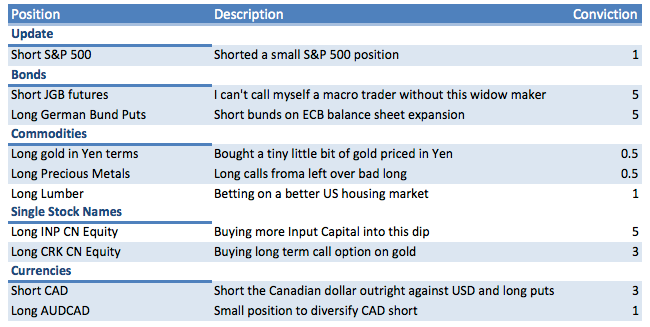 Position Description Conviction
Update
Short S&P 500 Shorted a small S&P 500 position 1
Bonds
Short JGB futures I can't call myself a macro trader without this widow maker 5
Long German Bund Puts Short bunds on ECB balance sheet expansion 5
Commodities
Long gold in Yen terms Bought a tiny little bit of gold priced in Yen 0.5
Long Precious Metals Long calls froma left over bad long 0.5
Long Lumber Betting on a better US housing market 1
Single Stock Names
Long INP CN Equity Buying more Input Capital into this dip 5
Long CRK CN Equity Buying long term call option on gold 3
Currencies
Short CAD Short the Canadian dollar outright against USD and long puts 3
Long AUDCAD Small position to diversify CAD short 1